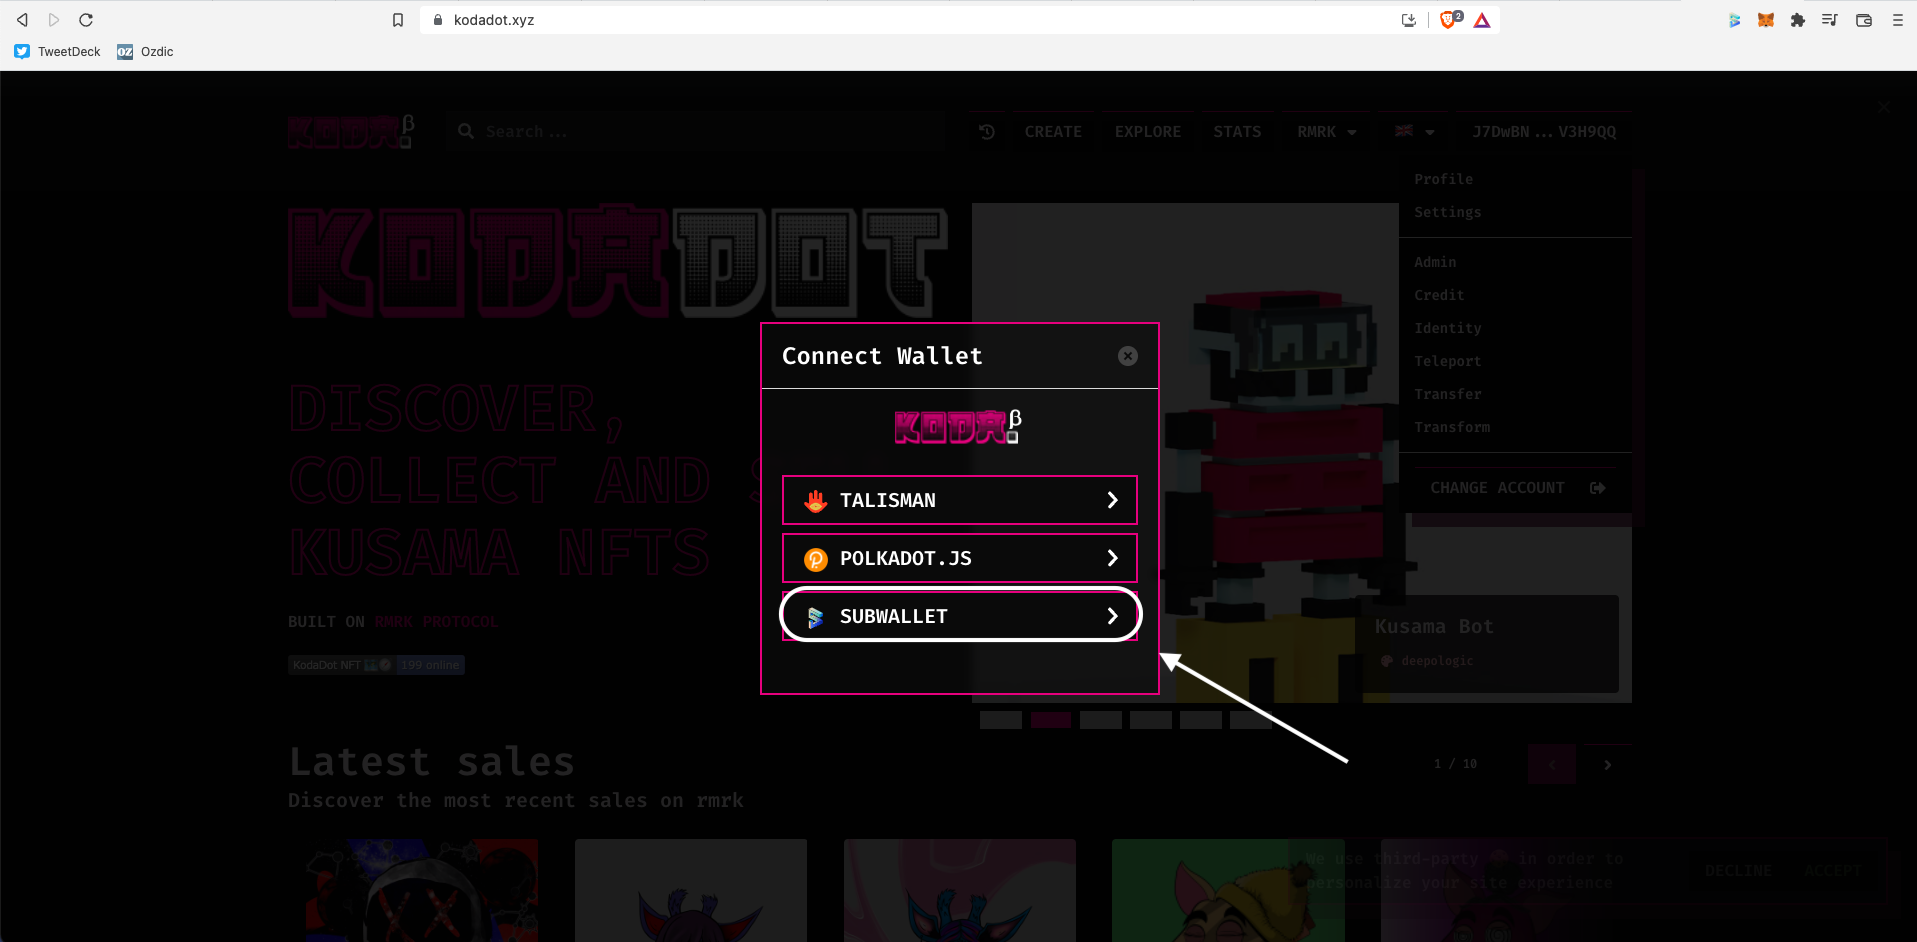 kodadot.xyz
2
TweetDeck
OZ Ozdic
KODA β
Search ...
CREATE
EXPLORE
STATS
RMRK
J7DwBN ... V3H9QQ
Profile
Settings
Admin
Credit
Identity
Teleport
Transfer
Transform
CHANGE ACCOUNT
KODADOT
DISCOVER,
COLLECT AND S
KUSAMA NFTS
BUILT ON RMRK PROTOCOL
KodaDot NFT 199 online
Connect Wallet
KODA β
TALISMAN
POLKADOT.JS
SUBWALLET
Kusama Bot
deepologic
Latest sales
1 / 10
Discover the most recent sales on rmrk
We use third-party in order to
personalize your site experience
DECLINE
ACCEPT